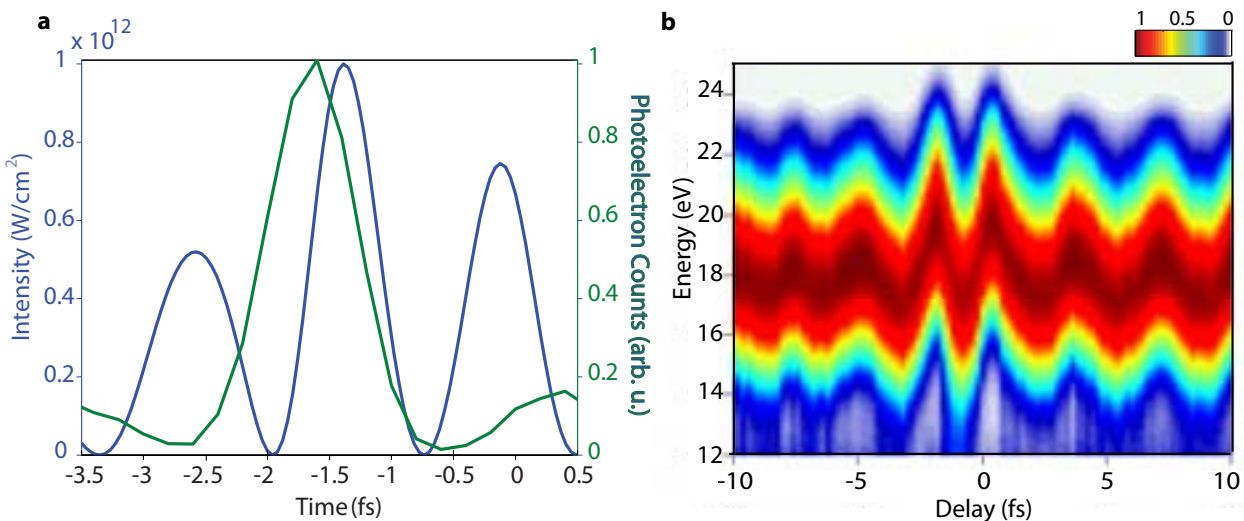 a
1 x 10^12
1
0.8
0.6
0.4
0.2
0
Intensity (W/cm²)
-3.5 -3 -2.5 -2 -1.5 -1 -0.5 0 0.5
Time (fs)
1
0.8
0.6
0.4
0.2
0
Photoelectron Counts (arb. u.)
b
1 0.5 0
24
22
20
18
16
14
12
Energy (eV)
-10 -5 0 5 10
Delay (fs)